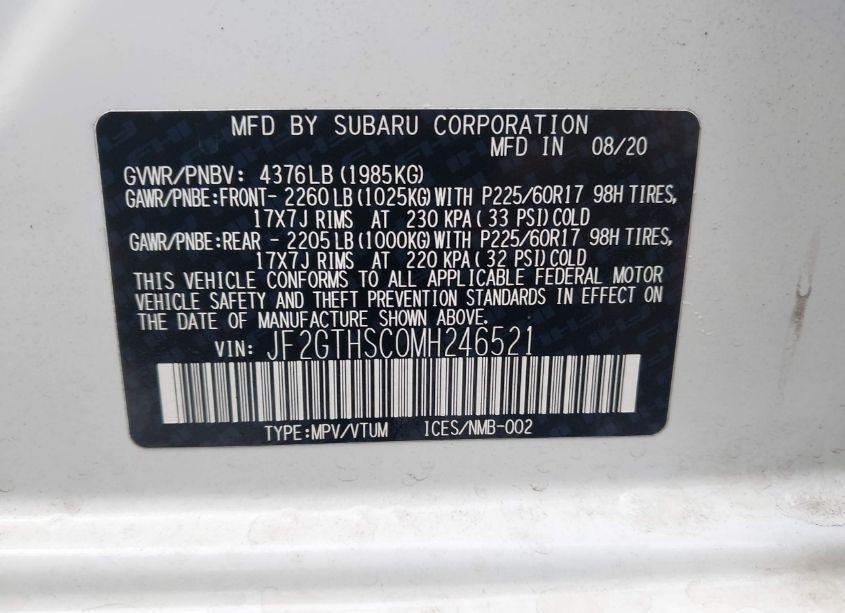 MFD BY SUBARU CORPORATION
MFD IN 08/20
GVWR/PNBV: 4376LB(1985KG)
GAWR/PNBE:FRONT- 2260LB(1025KG)WITH P225/60R17 98H TIRES,
17X7J RIMS AT 230 KPA( 33 PSI)COLD
GAWR/PNBE:REAR - 2205LB(1000KG)WITH P225/60R17 98H TIRES,
17X7J RIMS AT 220 KPA( 32 PSI)COLD
THIS VEHICLE CONFORMS TO ALL APPLICABLE FEDERAL MOTOR
VEHICLE SAFETY AND THEFT PREVENTION STANDARDS IN EFFECT ON
THE DATE OF MANUFACTURE SHOWN ABOVE.
VIN: JF2GTHSC0MH246521
TYPE:MPV/VTUM ICES/NMB-002